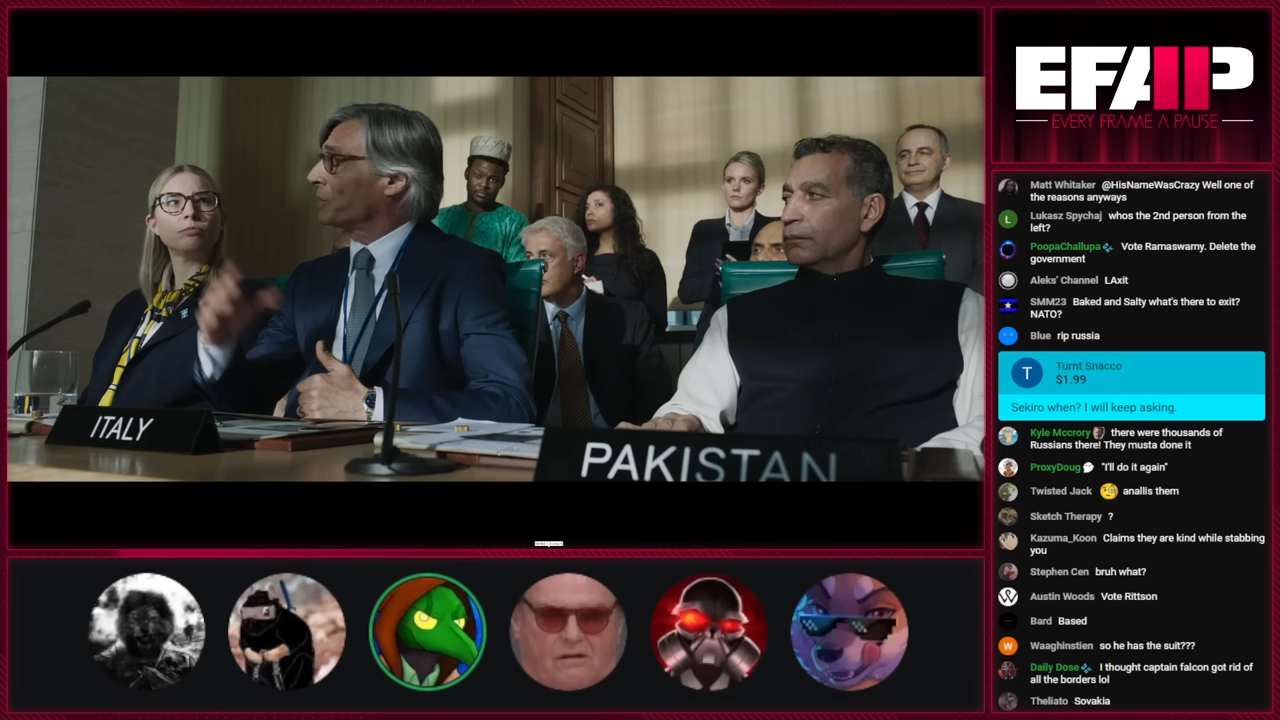 ITALY
PAKISTAN
EFAP
EVERY FRAME A PAUSE
Matt Whitaker @HisNameWasCrazy Well one of
the reasons anyways
L
Lukasz Spychaj whos the 2nd person from the
left?
PoopaChallupa Vote Ramaswamy. Delete the
government
Aleks' Channel LAxit
SMM23 Baked and Salty what's there to exit?
NATO?
Blue rip russia
T
Turnt Snacco
$1.99
Sekiro when? I will keep asking.
Kyle Mccrory there were thousands of
Russians there! They musta done it
ProxyDoug "I'll do it again"
Twisted Jack anallis them
Sketch Therapy ?
Kazuma_Koon Claims they are kind while stabbing
you
Stephen Cen bruh what?
Austin Woods Vote Rittson
Bard Based
W
Waaghinstien so he has the suit???
Daily Dose I thought captain falcon got rid of
all the borders lol
Theliato Sovakia